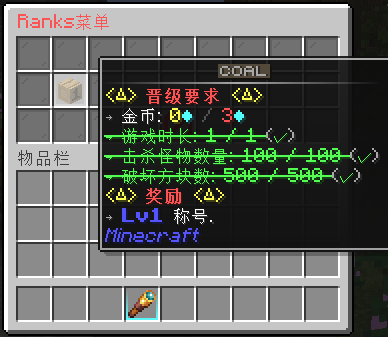 Ranks菜单
COAL
<△> 晋级要求 <△>
→ 金币: 0◆ / 3◆
→ 游戏时长: 1 / 1 (✓)
→ 击杀怪物数量: 100 / 100 (✓)
→ 破坏方块数: 500 / 500 (✓)
物品栏
<△> 奖励 <△>
→ Lv1 称号.
Minecraft